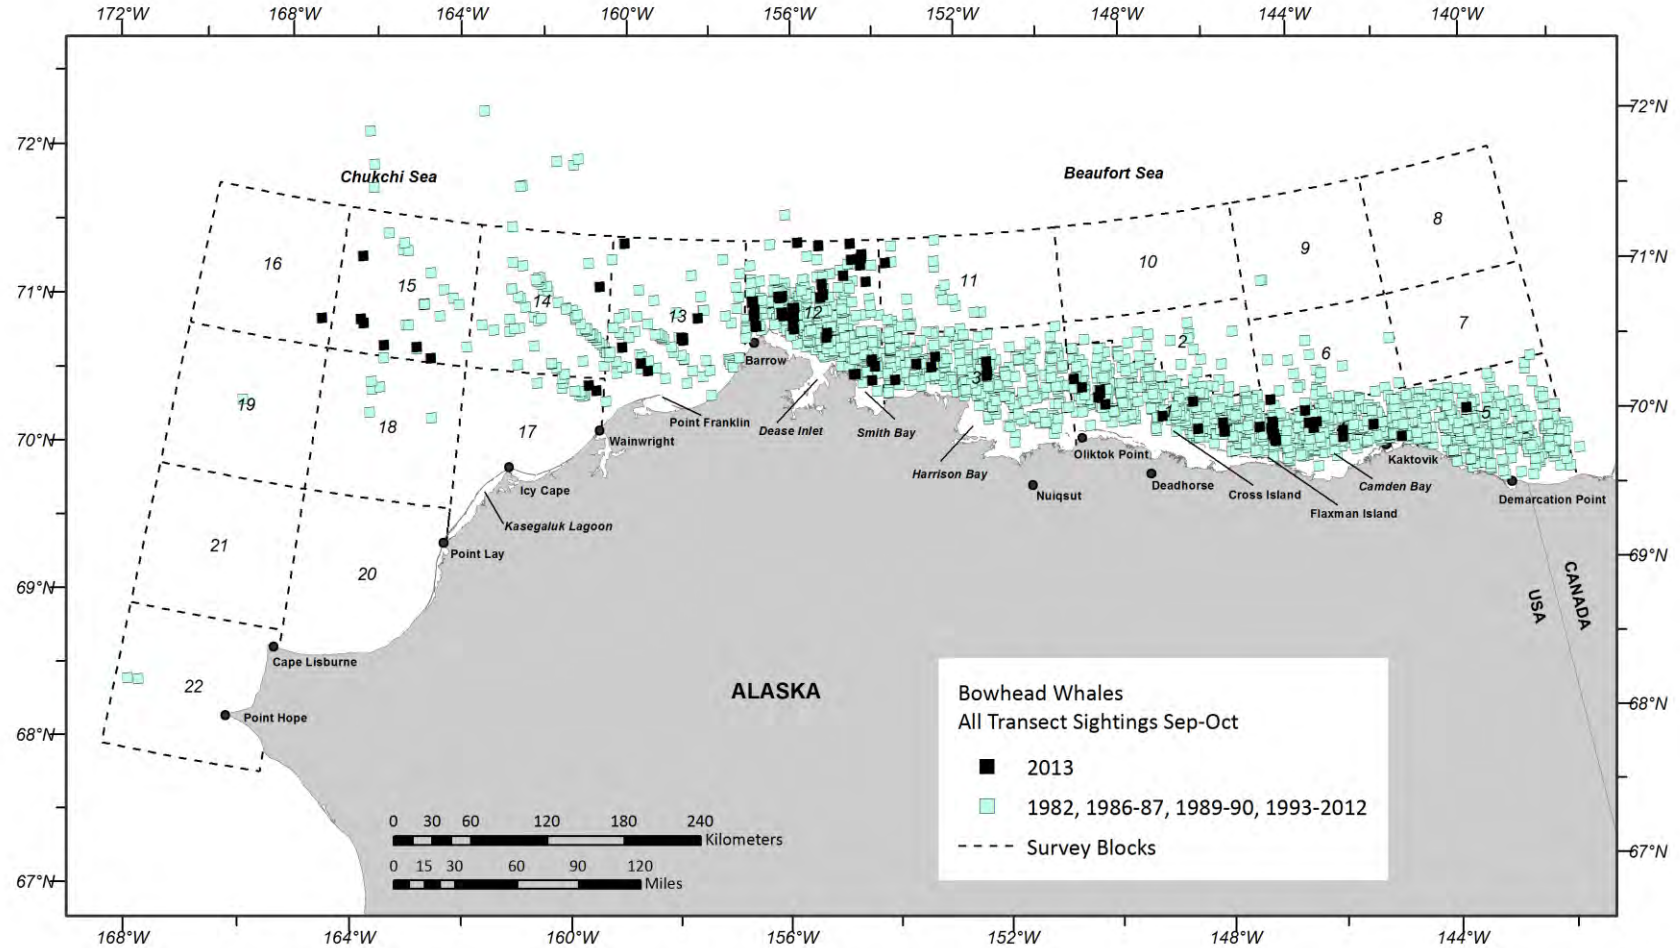 172°W 168°W 164°W 160°W 156°W 152°W 148°W 144°W 140°W
72°N
72°N
Chukchi Sea
Beaufort Sea
8
9
10
16
11
15
14
71°N
71°N
13
12
7
2
6
3
Barrow
19
18
17
1
5
70°N
70°N
Point Franklin
Dease Inlet
Smith Bay
Wainwright
Harrison Bay
Oliktok Point
Kaktovik
Icy Cape
Nuiqsut
Deadhorse
Cross Island
Camden Bay
Demarcation Point
Flaxman Island
Kasegaluk Lagoon
21
20
Point Lay
69°N
69°N
USA
CANADA
Cape Lisburne
22
Point Hope
ALASKA
68°N
68°N
Bowhead Whales
All Transect Sightings Sep-Oct
2013
1982, 1986-87, 1989-90, 1993-2012
Survey Blocks
0 30 60 120 180 240
Kilometers
0 15 30 60 90 120
Miles
67°N
67°N
168°W 164°W 160°W 156°W 152°W 148°W 144°W 140°W